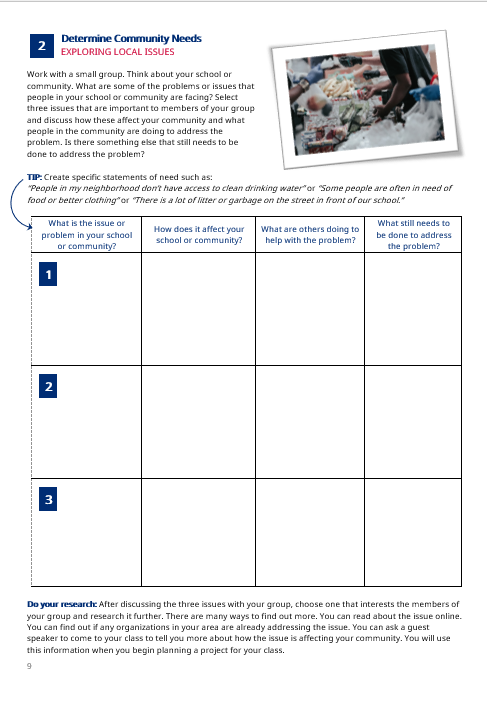 2
Determine Community Needs
EXPLORING LOCAL ISSUES
Work with a small group. Think about your school or
community. What are some of the problems or issues that
people in your school or community are facing? Select
three issues that are important to members of your group
and discuss how these affect your community and what
people in the community are doing to address the
problem. Is there something else that still needs to be
done to address the problem?
TIP: Create specific statements of need such as:
“People in my neighborhood don’t have access to clean drinking water” or “Some people are often in need of
food or better clothing” or “There is a lot of litter or garbage on the street in front of our school.”
What is the issue or
problem in your school
or community?
How does it affect your
school or community?
What are others doing to
help with the problem?
What still needs to
be done to address
the problem?
1
2
3
Do your research: After discussing the three issues with your group, choose one that interests the members of
your group and research it further. There are many ways to find out more. You can read about the issue online.
You can find out if any organizations in your area are already addressing the issue. You can ask a guest
speaker to come to your class to tell you more about how the issue is affecting your community. You will use
this information when you begin planning a project for your class.
9